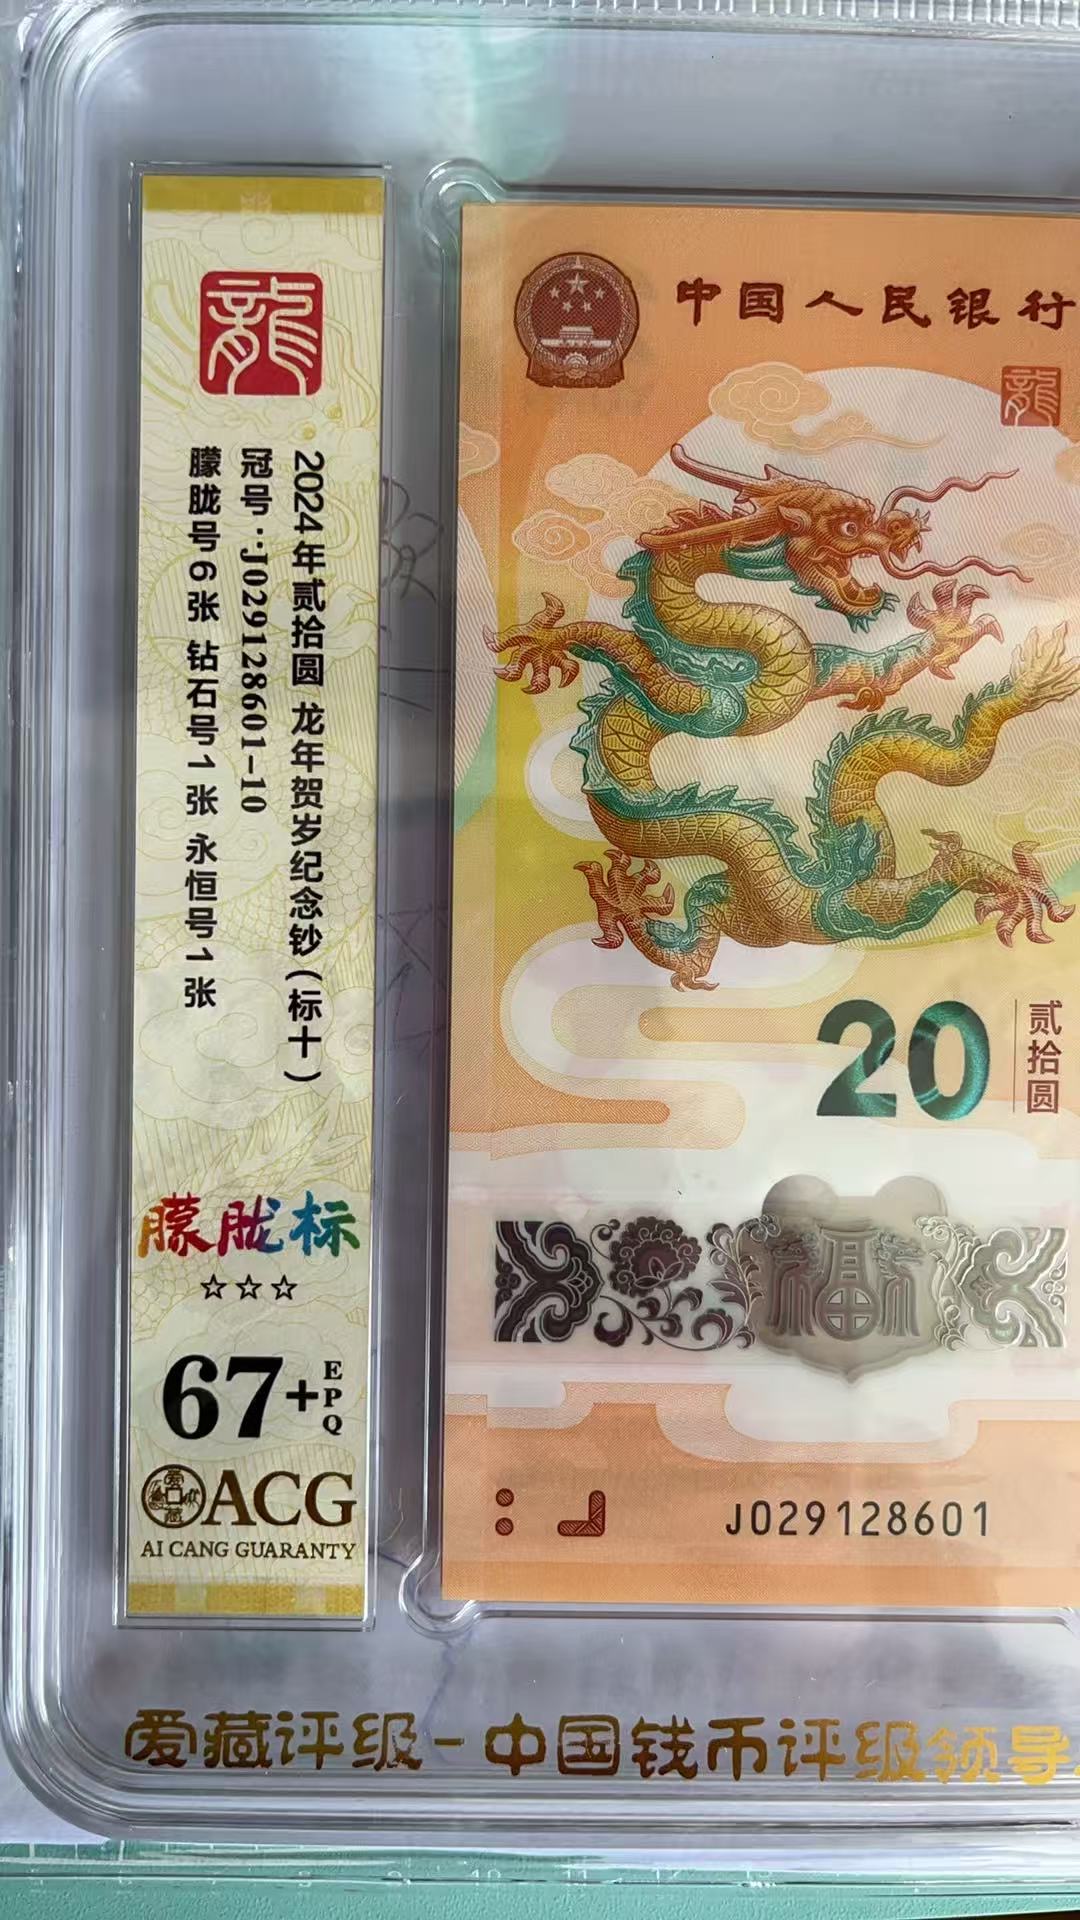 龍
2024年贰拾圆 龙年贺岁纪念钞(标十)
冠号:J029128601-10
朦胧号6张 钻石号1张 永恒号1张
朦胧标
☆☆☆
67+EPQ
ACG
AI CANG GUARANTY
中国人民银行
龍
20
贰拾圆
福
J029128601
爱藏评级-中国钱币评级领导